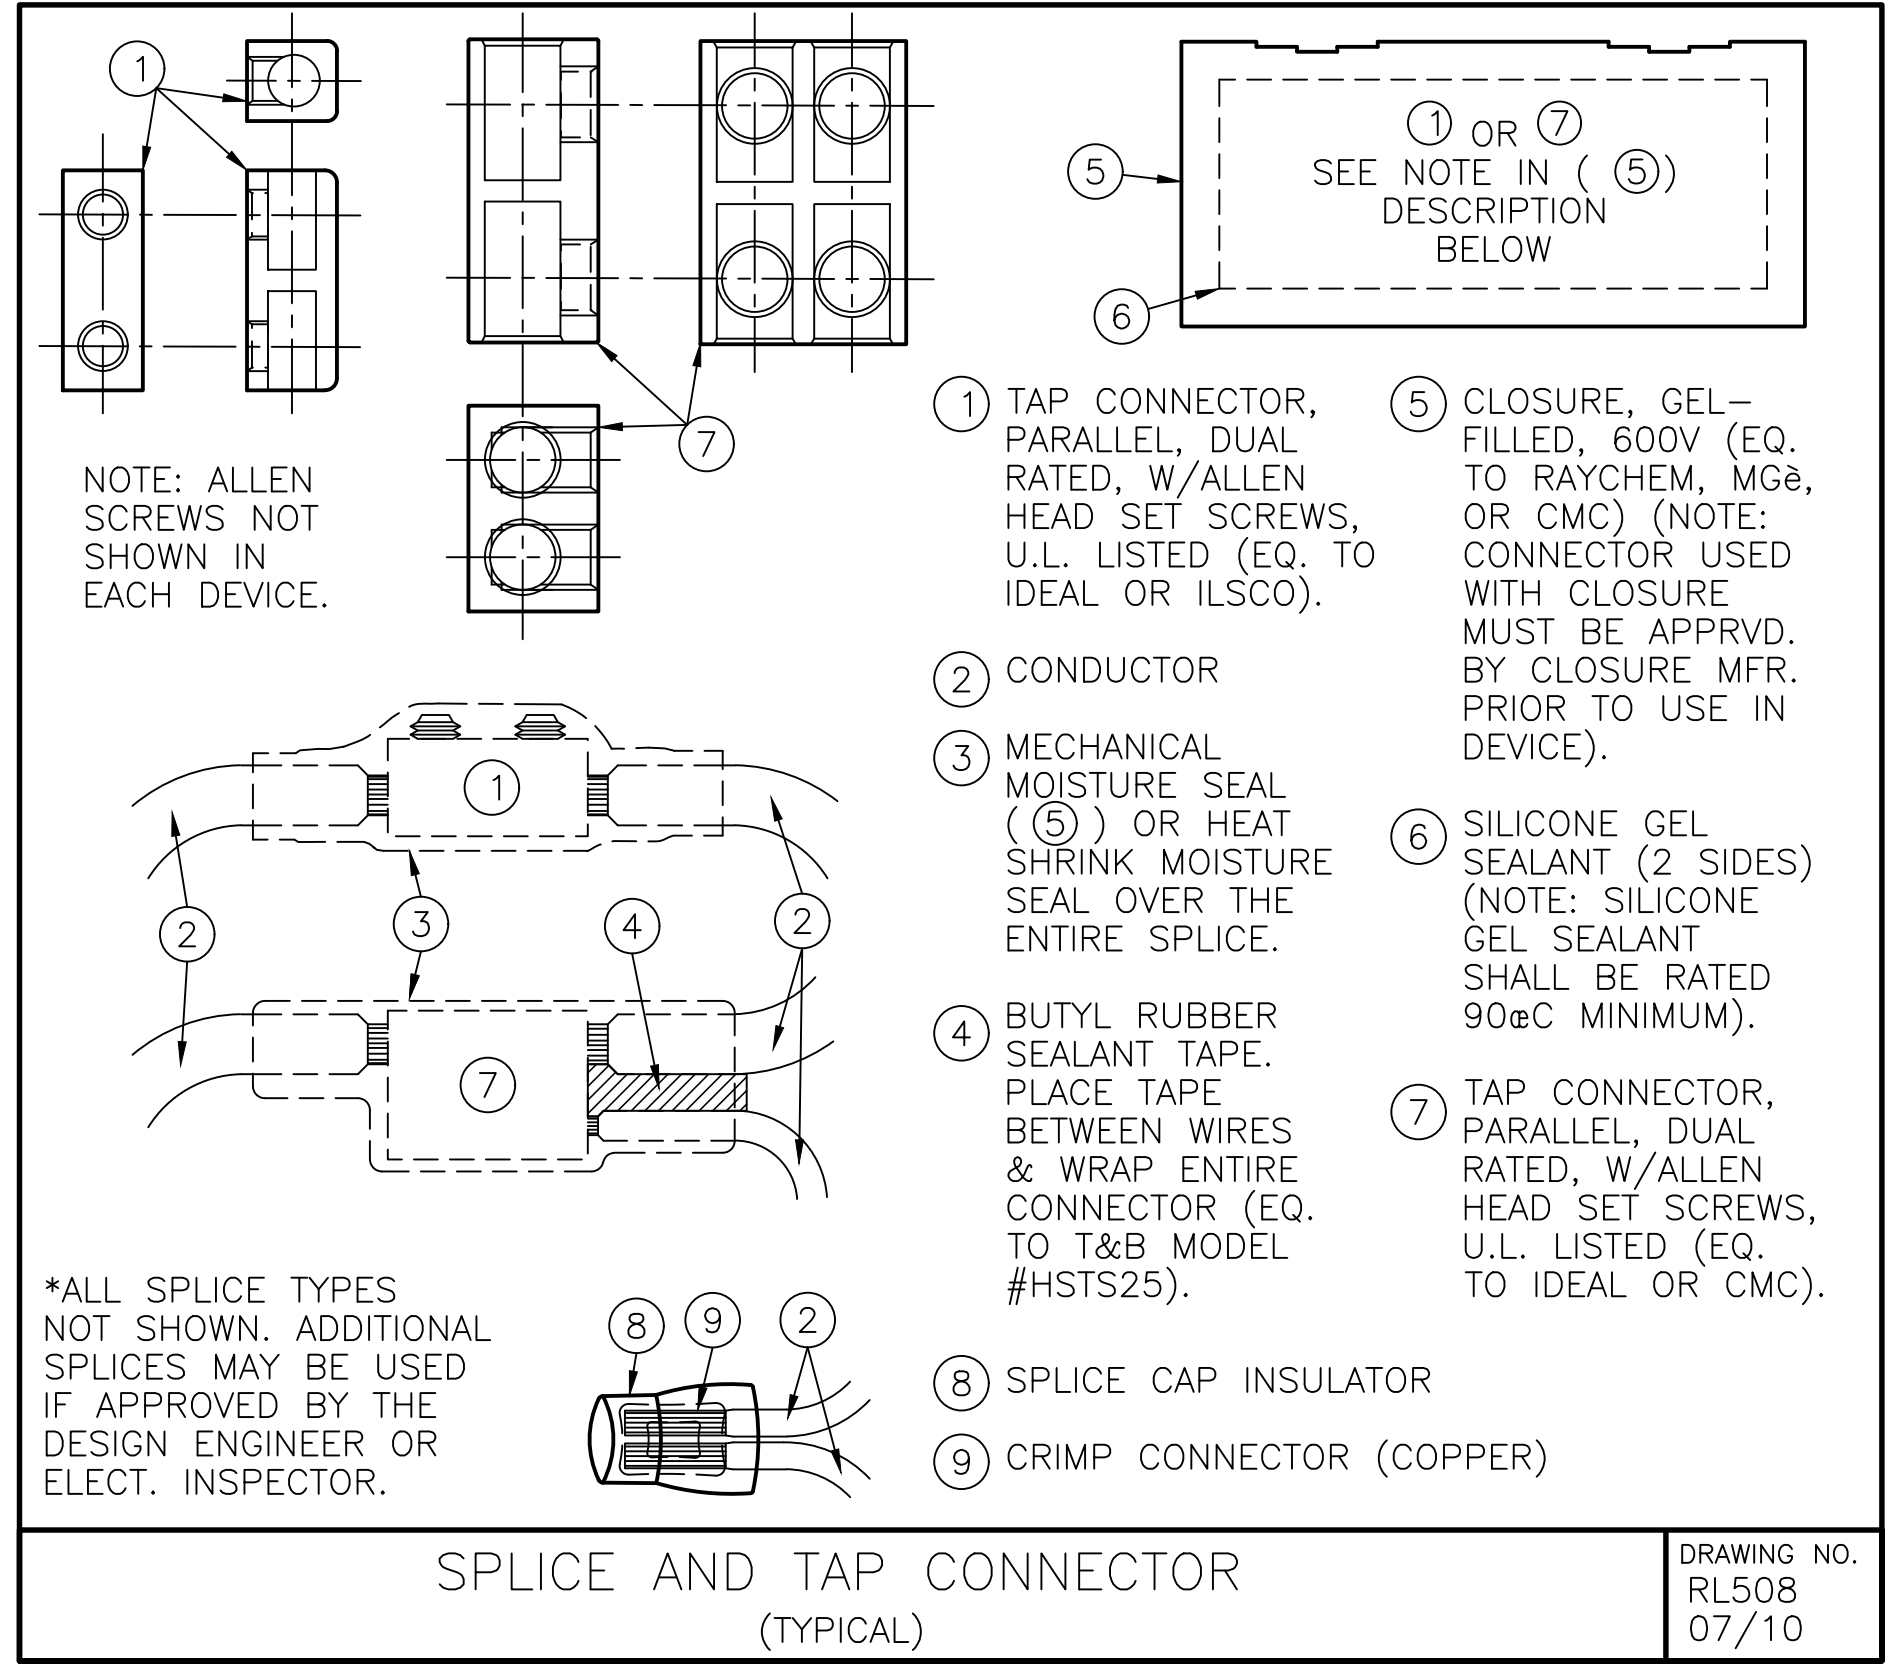 1
5
1 OR 7
SEE NOTE IN ( 5 )
DESCRIPTION
BELOW
6
7
NOTE: ALLEN
SCREWS NOT
SHOWN IN
EACH DEVICE.
1
2
3
4
2
7
*ALL SPLICE TYPES
NOT SHOWN. ADDITIONAL
SPLICES MAY BE USED
IF APPROVED BY THE
DESIGN ENGINEER OR
ELECT. INSPECTOR.
8
9
2
1 TAP CONNECTOR,
PARALLEL, DUAL
RATED, W/ALLEN
HEAD SET SCREWS,
U.L. LISTED (EQ. TO
IDEAL OR ILSCO).
2 CONDUCTOR
3 MECHANICAL
MOISTURE SEAL
( 5 ) OR HEAT
SHRINK MOISTURE
SEAL OVER THE
ENTIRE SPLICE.
4 BUTYL RUBBER
SEALANT TAPE.
PLACE TAPE
BETWEEN WIRES
& WRAP ENTIRE
CONNECTOR (EQ.
TO T&B MODEL
#HSTS25).
5 CLOSURE, GEL-
FILLED, 600V (EQ.
TO RAYCHEM, MGè,
OR CMC) (NOTE:
CONNECTOR USED
WITH CLOSURE
MUST BE APPRVD.
BY CLOSURE MFR.
PRIOR TO USE IN
DEVICE).
6 SILICONE GEL
SEALANT (2 SIDES)
(NOTE: SILICONE
GEL SEALANT
SHALL BE RATED
90œC MINIMUM).
7 TAP CONNECTOR,
PARALLEL, DUAL
RATED, W/ALLEN
HEAD SET SCREWS,
U.L. LISTED (EQ.
TO IDEAL OR CMC).
8 SPLICE CAP INSULATOR
9 CRIMP CONNECTOR (COPPER)
SPLICE AND TAP CONNECTOR
(TYPICAL)
DRAWING NO.
RL508
07/10